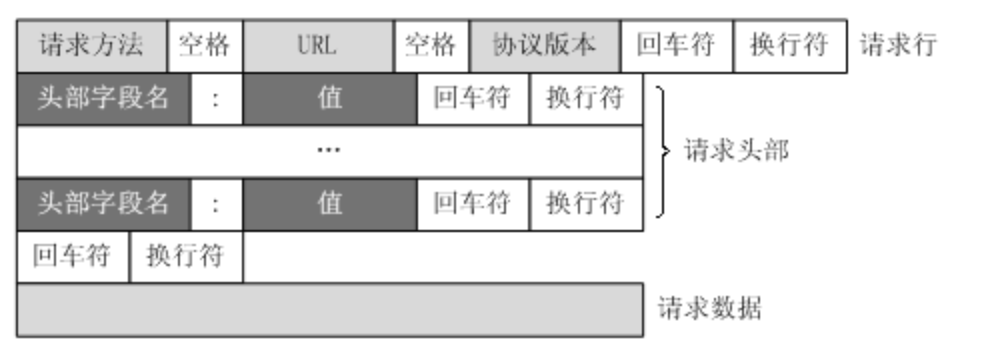 请求方法 空格 URL 空格 协议版本 回车符 换行符 请求行
头部字段名 : 值 回车符 换行符
… 请求头部
头部字段名 : 值 回车符 换行符
回车符 换行符
请求数据